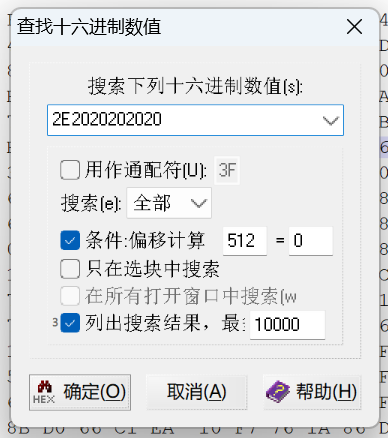 查找十六进制数值
搜索下列十六进制数值(s):
2E2020202020
用作通配符(U): 3F
搜索(e): 全部
条件:偏移计算 512 = 0
只在选块中搜索
在所有打开窗口中搜索(w
3 列出搜索结果，最 10000
HEX 确定(O) 取消(A) 帮助(H)
8B D0 66 C1 EA 10 F7 76 1A 86